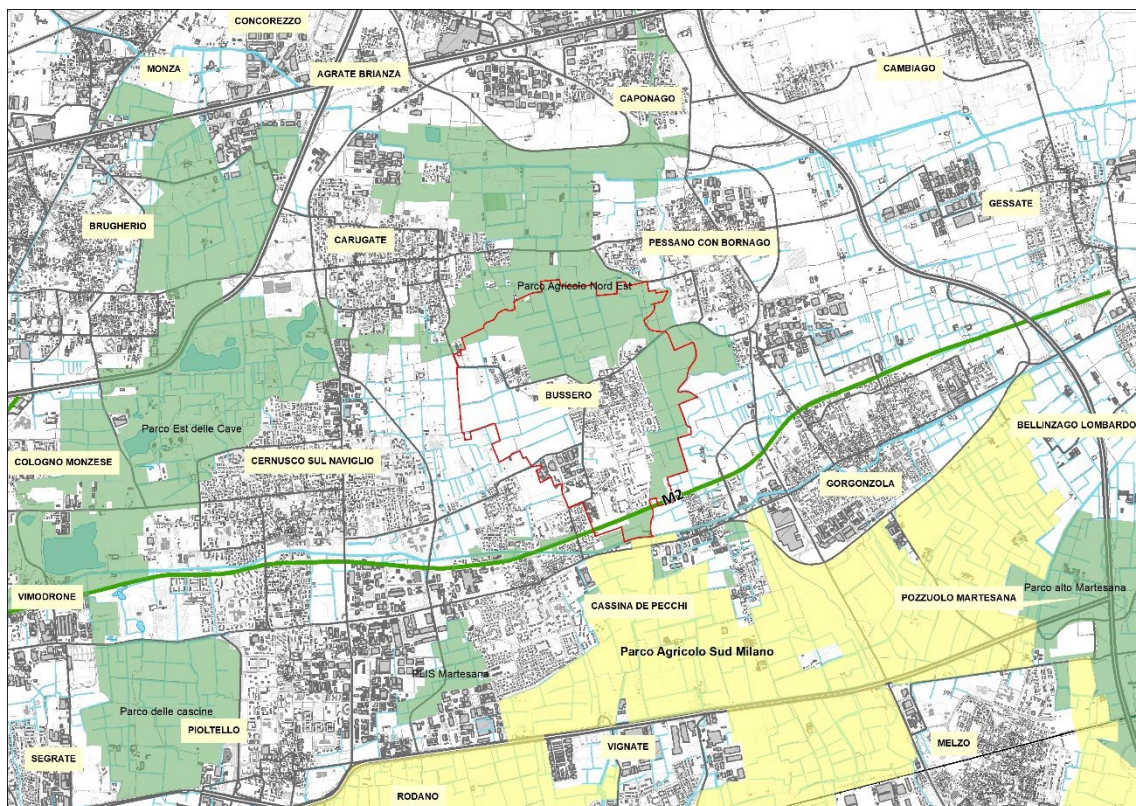 CONCOREZZO
MONZA
AGRATE BRIANZA
CAMBIAGO
CAPONAGO
GESSATE
BRUGHERIO
CARUGATE
PESSANO CON BORNAGO
Parco Agricolo Nord Est
BUSSERO
BELLINZAGO LOMBARDO
Parco Est delle Cave
COLOGNO MONZESE
CERNUSCO SUL NAVIGLIO
GORGONZOLA
M2
VIMODRONE
CASSINA DE PECCHI
POZZUOLO MARTESANA
Parco alto Martesana
Parco Agricolo Sud Milano
PLIS Martesana
Parco delle cascine
PIOLTELLO
SEGRATE
VIGNATE
MELZO
RODANO